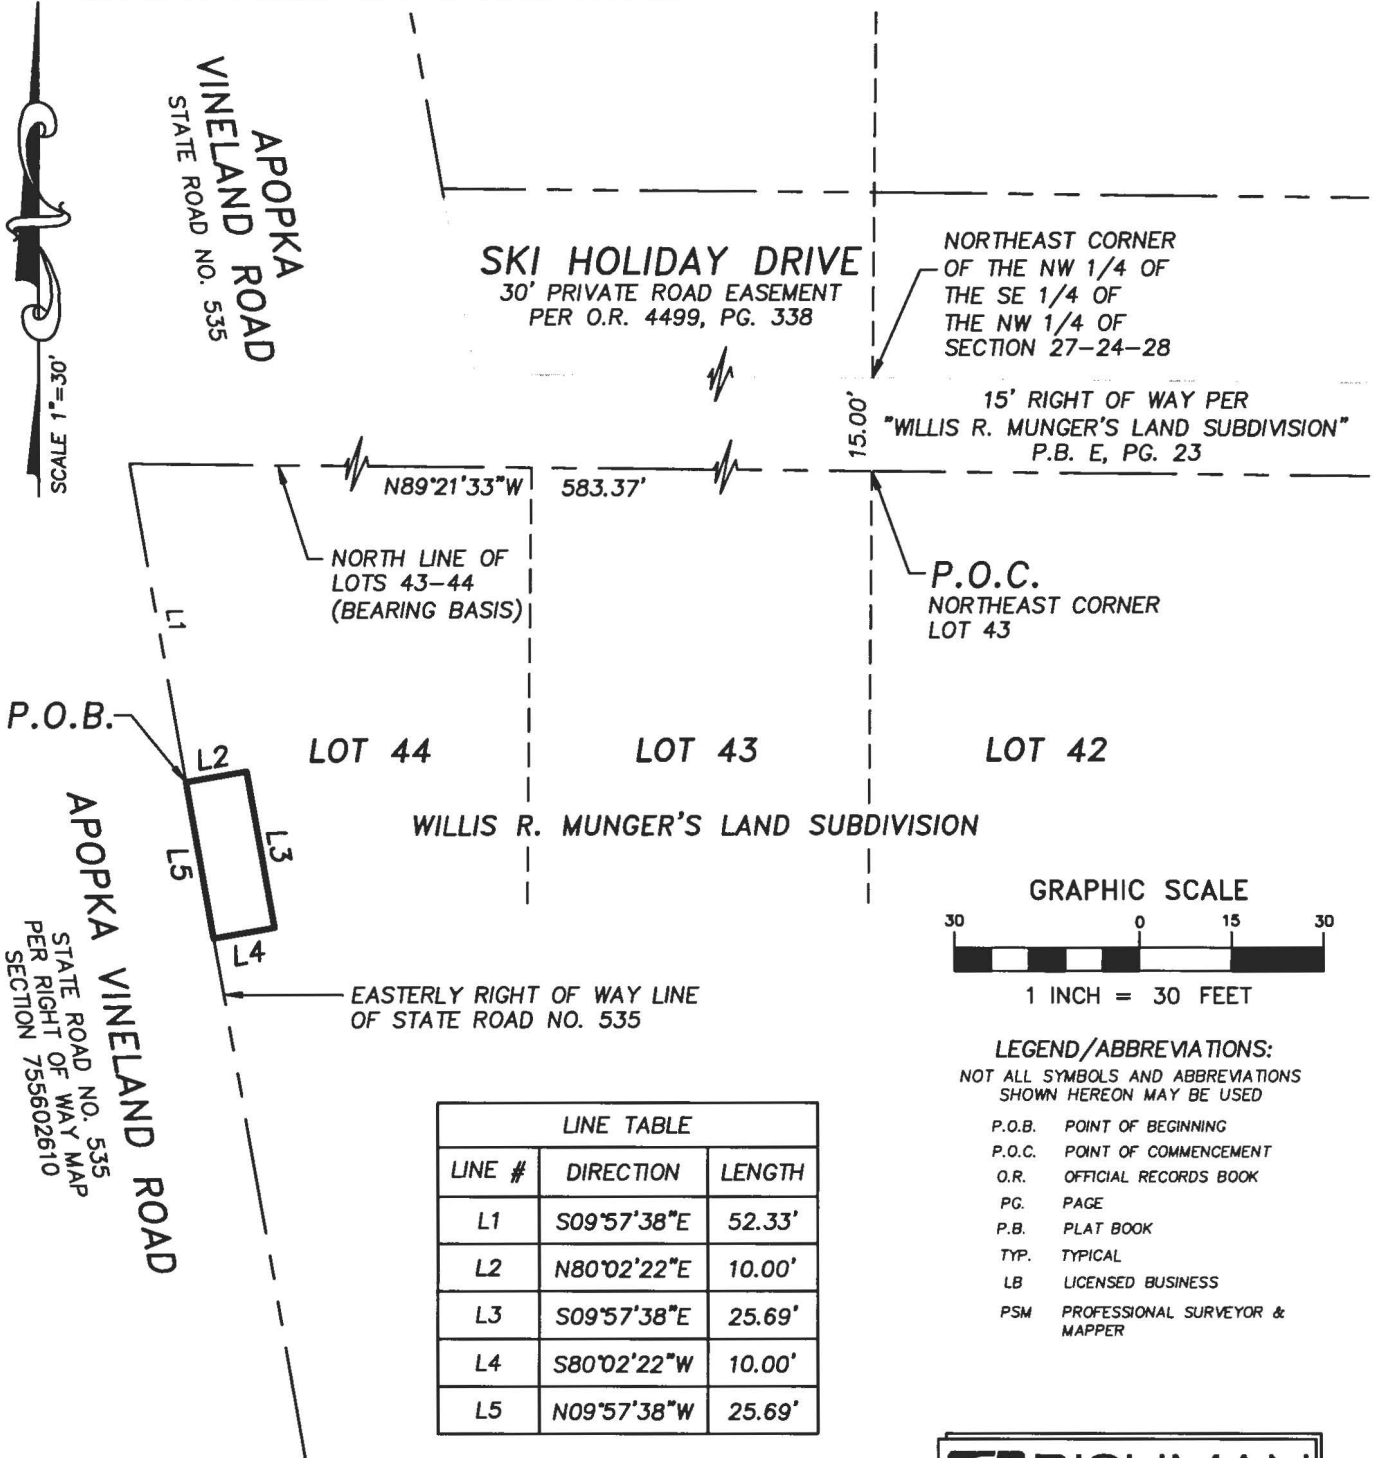 APOPKA
VINELAND ROAD
STATE ROAD NO. 535
SCALE 1"=30'
SKI HOLIDAY DRIVE
30' PRIVATE ROAD EASEMENT
PER O.R. 4499, PG. 338
NORTHEAST CORNER
OF THE NW 1/4 OF
THE SE 1/4 OF
THE NW 1/4 OF
SECTION 27-24-28
15.00'
15' RIGHT OF WAY PER
"WILLIS R. MUNGER'S LAND SUBDIVISION"
P.B. E, PG. 23
N89°21'33"W 583.37'
NORTH LINE OF
LOTS 43-44
(BEARING BASIS)
P.O.C.
NORTHEAST CORNER
LOT 43
L1
P.O.B.
L2
L3
L5
L4
LOT 44
LOT 43
LOT 42
WILLIS R. MUNGER'S LAND SUBDIVISION
APOPKA VINELAND ROAD
STATE ROAD NO. 535
PER RIGHT OF WAY MAP
SECTION 755602610
EASTERLY RIGHT OF WAY LINE
OF STATE ROAD NO. 535
GRAPHIC SCALE
30 0 15 30
1 INCH = 30 FEET
LEGEND/ABBREVIATIONS:
NOT ALL SYMBOLS AND ABBREVIATIONS
SHOWN HEREON MAY BE USED
P.O.B. POINT OF BEGINNING
P.O.C. POINT OF COMMENCEMENT
O.R. OFFICIAL RECORDS BOOK
PG. PAGE
P.B. PLAT BOOK
TYP. TYPICAL
LB LICENSED BUSINESS
PSM PROFESSIONAL SURVEYOR &
MAPPER
LINE TABLE
LINE # DIRECTION LENGTH
L1 S09°57'38"E 52.33'
L2 N80°02'22"E 10.00'
L3 S09°57'38"E 25.69'
L4 S80°02'22"W 10.00'
L5 N09°57'38"W 25.69'